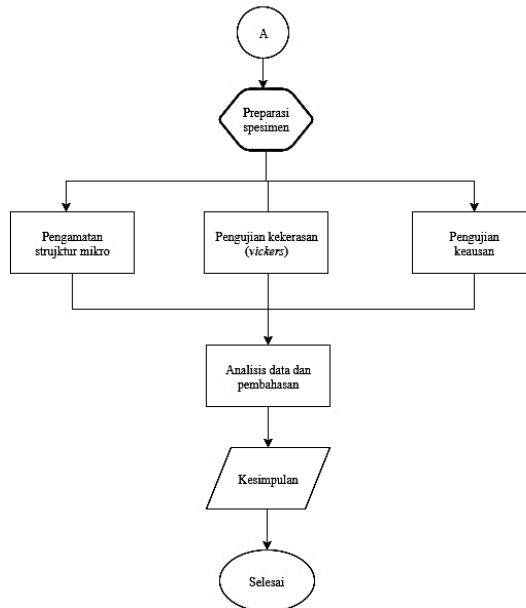 A
Preparasi
spesimen
Pengamatan
strujktur mikro
Pengujian kekerasan
(vickers)
Pengujian
keausan
Analisis data dan
pembahasan
Kesimpulan
Selesai